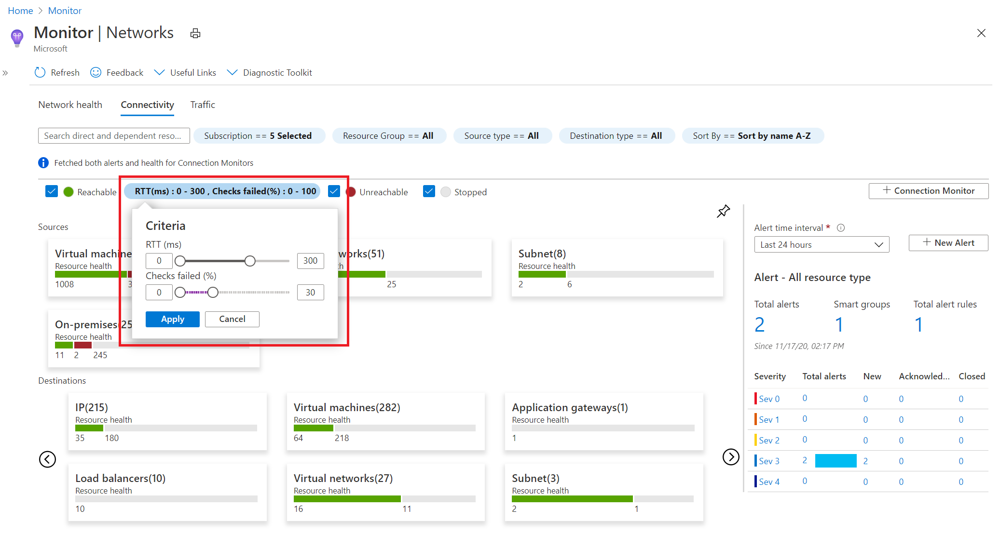 Home > Monitor
Monitor | Networks
Microsoft
Refresh Feedback Useful Links Diagnostic Toolkit
Network health Connectivity Traffic
Search direct and dependent reso... Subscription == 5 Selected Resource Group == All Source type == All Destination type == All Sort By == Sort by name A-Z
Fetched both alerts and health for Connection Monitors
Reachable RTT(ms) : 0 - 300 , Checks failed(%) : 0 - 100 Unreachable Stopped + Connection Monitor
Criteria
RTT (ms)
0 300
Checks failed (%)
0 30
Apply Cancel
Sources
Virtual machine
Resource health
1008 3
works(51)
25
Subnet(8)
Resource health
2 6
On-premises(25
Resource health
11 2 245
Destinations
IP(215)
Resource health
35 180
Virtual machines(282)
Resource health
64 218
Application gateways(1)
Resource health
1
Load balancers(10)
Resource health
10
Virtual networks(27)
Resource health
16 11
Subnet(3)
Resource health
2 1
Alert time interval *
Last 24 hours + New Alert
Alert - All resource type
Total alerts Smart groups Total alert rules
2 1 1
Since 11/17/20, 02:17 PM
Severity Total alerts New Acknowled... Closed
Sev 0 0 0 0 0
Sev 1 0 0 0 0
Sev 2 0 0 0 0
Sev 3 2 2 0 0
Sev 4 0 0 0 0